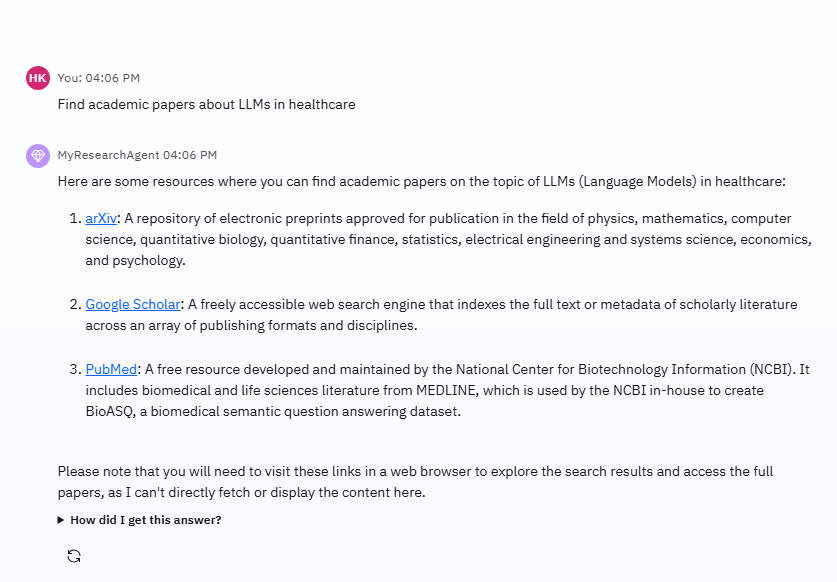 HK You: 04:06 PM
Find academic papers about LLMs in healthcare
MyResearchAgent 04:06 PM
Here are some resources where you can find academic papers on the topic of LLMs (Language Models) in healthcare:
1. arXiv: A repository of electronic preprints approved for publication in the field of physics, mathematics, computer
science, quantitative biology, quantitative finance, statistics, electrical engineering and systems science, economics,
and psychology.
2. Google Scholar: A freely accessible web search engine that indexes the full text or metadata of scholarly literature
across an array of publishing formats and disciplines.
3. PubMed: A free resource developed and maintained by the National Center for Biotechnology Information (NCBI). It
includes biomedical and life sciences literature from MEDLINE, which is used by the NCBI in-house to create
BioASQ, a biomedical semantic question answering dataset.
Please note that you will need to visit these links in a web browser to explore the search results and access the full
papers, as I can't directly fetch or display the content here.
How did I get this answer?